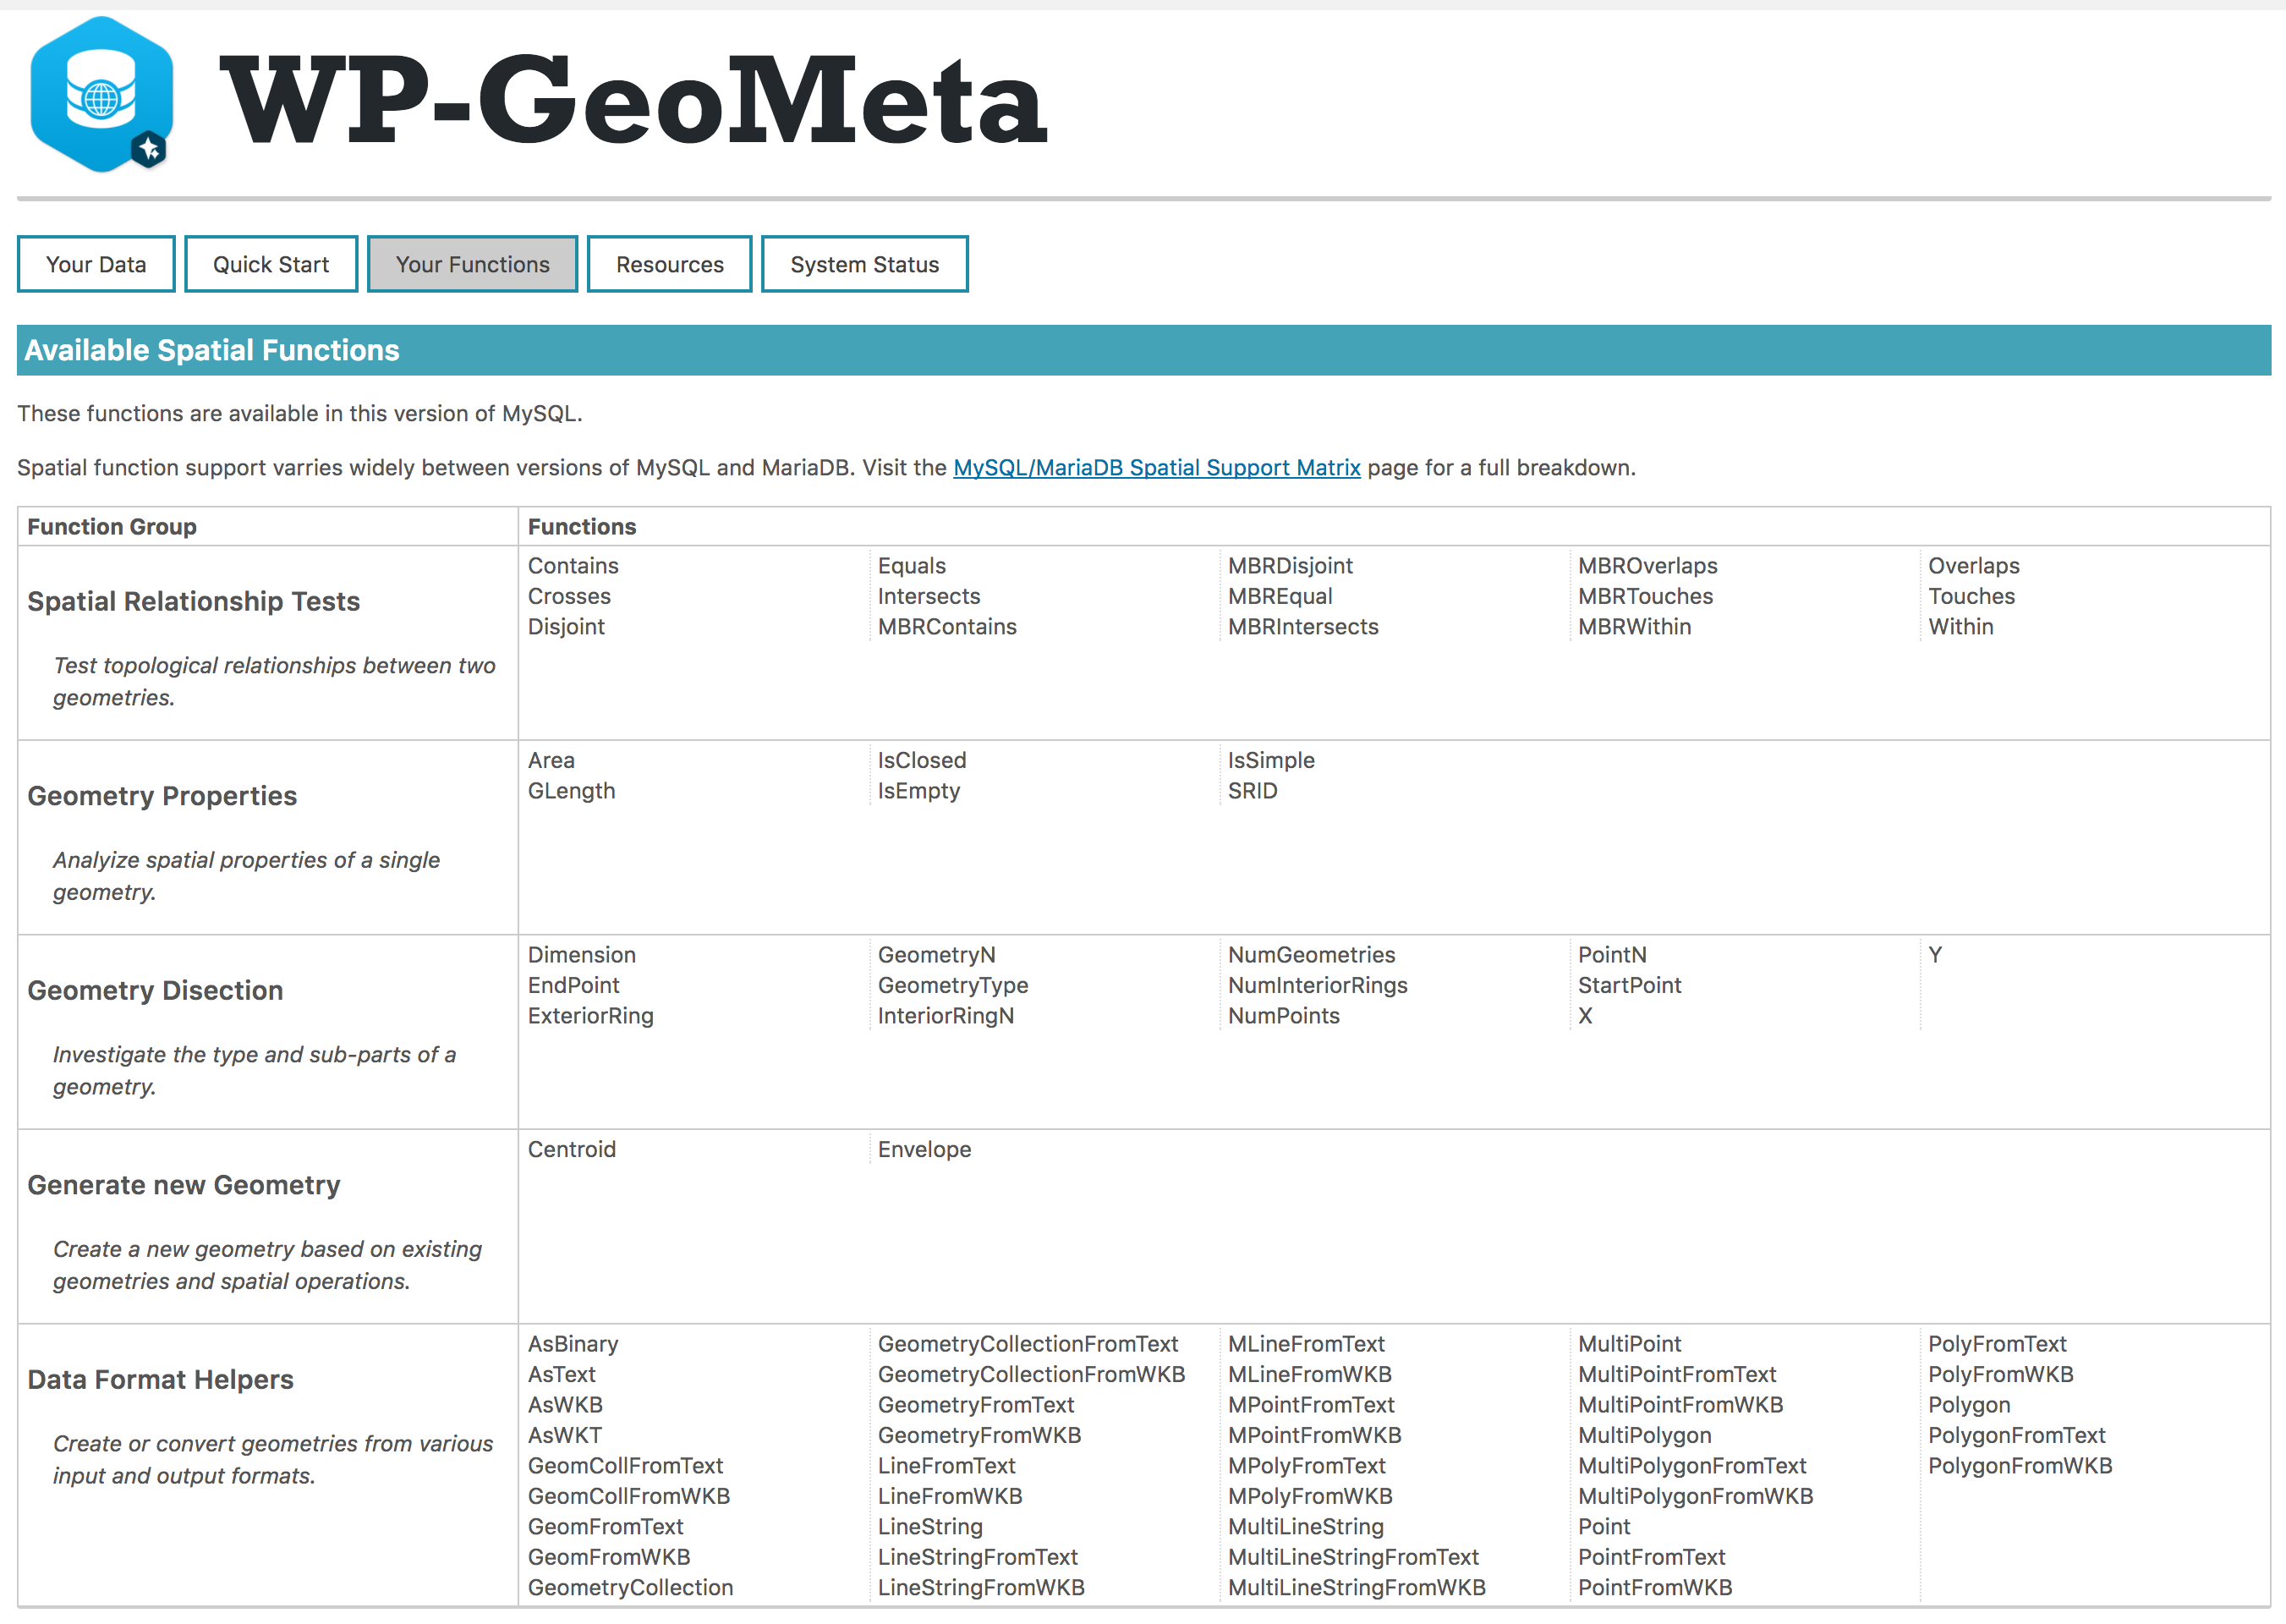 WP-GeoMeta
Your Data
Quick Start
Your Functions
Resources
System Status
Available Spatial Functions
These functions are available in this version of MySQL.
Spatial function support varries widely between versions of MySQL and MariaDB. Visit the MySQL/MariaDB Spatial Support Matrix page for a full breakdown.
Function Group
Functions
Spatial Relationship Tests
Test topological relationships between two
geometries.
Contains
Crosses
Disjoint
Equals
Intersects
MBRContains
MBRDisjoint
MBREqual
MBRIntersects
MBROverlaps
MBRTouches
MBRWithin
Overlaps
Touches
Within
Geometry Properties
Analyize spatial properties of a single
geometry.
Area
GLength
IsClosed
IsEmpty
IsSimple
SRID
Geometry Disection
Investigate the type and sub-parts of a
geometry.
Dimension
EndPoint
ExteriorRing
GeometryN
GeometryType
InteriorRingN
NumGeometries
NumInteriorRings
NumPoints
PointN
StartPoint
X
Y
Generate new Geometry
Create a new geometry based on existing
geometries and spatial operations.
Centroid
Envelope
Data Format Helpers
Create or convert geometries from various
input and output formats.
AsBinary
AsText
AsWKB
AsWKT
GeomCollFromText
GeomCollFromWKB
GeomFromText
GeomFromWKB
GeometryCollection
GeometryCollectionFromText
GeometryCollectionFromWKB
GeometryFromText
GeometryFromWKB
LineFromText
LineFromWKB
LineString
LineStringFromText
LineStringFromWKB
MLineFromText
MLineFromWKB
MPointFromText
MPointFromWKB
MPolyFromText
MPolyFromWKB
MultiLineString
MultiLineStringFromText
MultiLineStringFromWKB
MultiPoint
MultiPointFromText
MultiPointFromWKB
MultiPolygon
MultiPolygonFromText
MultiPolygonFromWKB
Point
PointFromText
PointFromWKB
PolyFromText
PolyFromWKB
Polygon
PolygonFromText
PolygonFromWKB